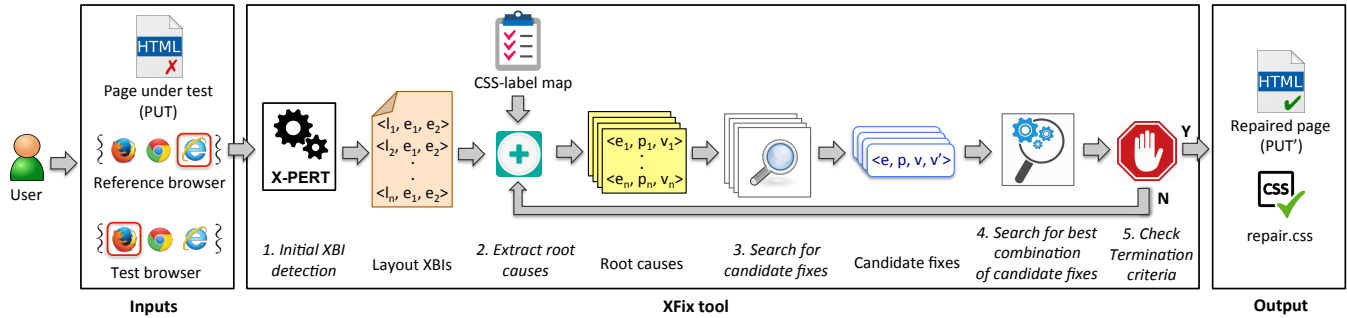 User
HTML
Page under test
(PUT)
Reference browser
Test browser
Inputs
X-PERT
1. Initial XBI
detection
<l1, e1, e2>
<l2, e1, e2>
.
.
<ln, e1, e2>
Layout XBIs
CSS-label map
2. Extract root
causes
<e1, p1, v1>
.
.
<en, pn, vn>
Root causes
3. Search for
candidate fixes
<e, p, v, v'>
Candidate fixes
4. Search for best
combination
of candidate fixes
Y
N
5. Check
Termination
criteria
XFix tool
HTML
Repaired page
(PUT')
CSS
repair.css
Output